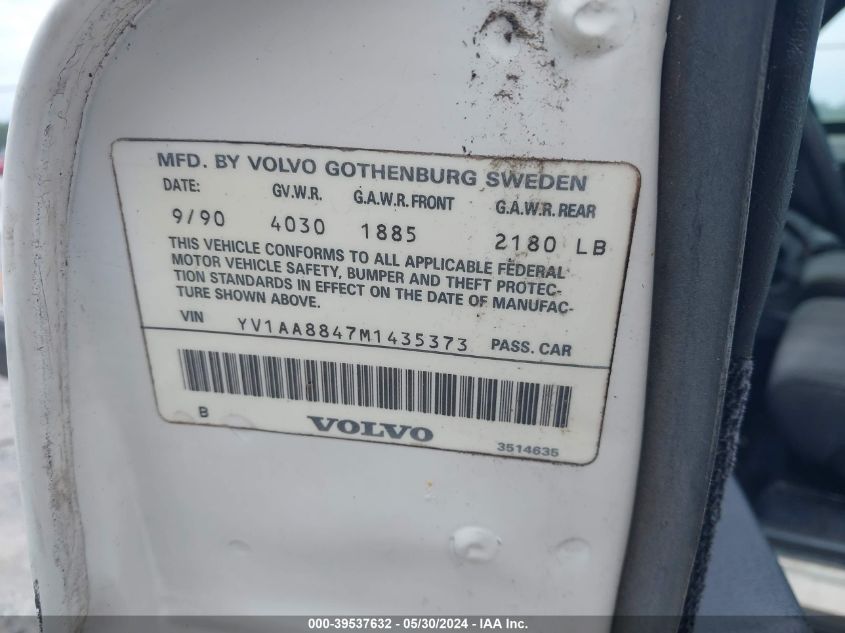 MFD. BY VOLVO GOTHENBURG SWEDEN
DATE: GV.W.R. G.A.W.R. FRONT G.A.W.R. REAR
9/90 4030 1885 2180 LB
THIS VEHICLE CONFORMS TO ALL APPLICABLE FEDERAL
MOTOR VEHICLE SAFETY, BUMPER AND THEFT PROTEC-
TION STANDARDS IN EFFECT ON THE DATE OF MANUFAC-
TURE SHOWN ABOVE.
VIN YV1AA8847M1435373 PASS. CAR
B VOLVO 3514635
000-39537632 - 05/30/2024 - IAA Inc.